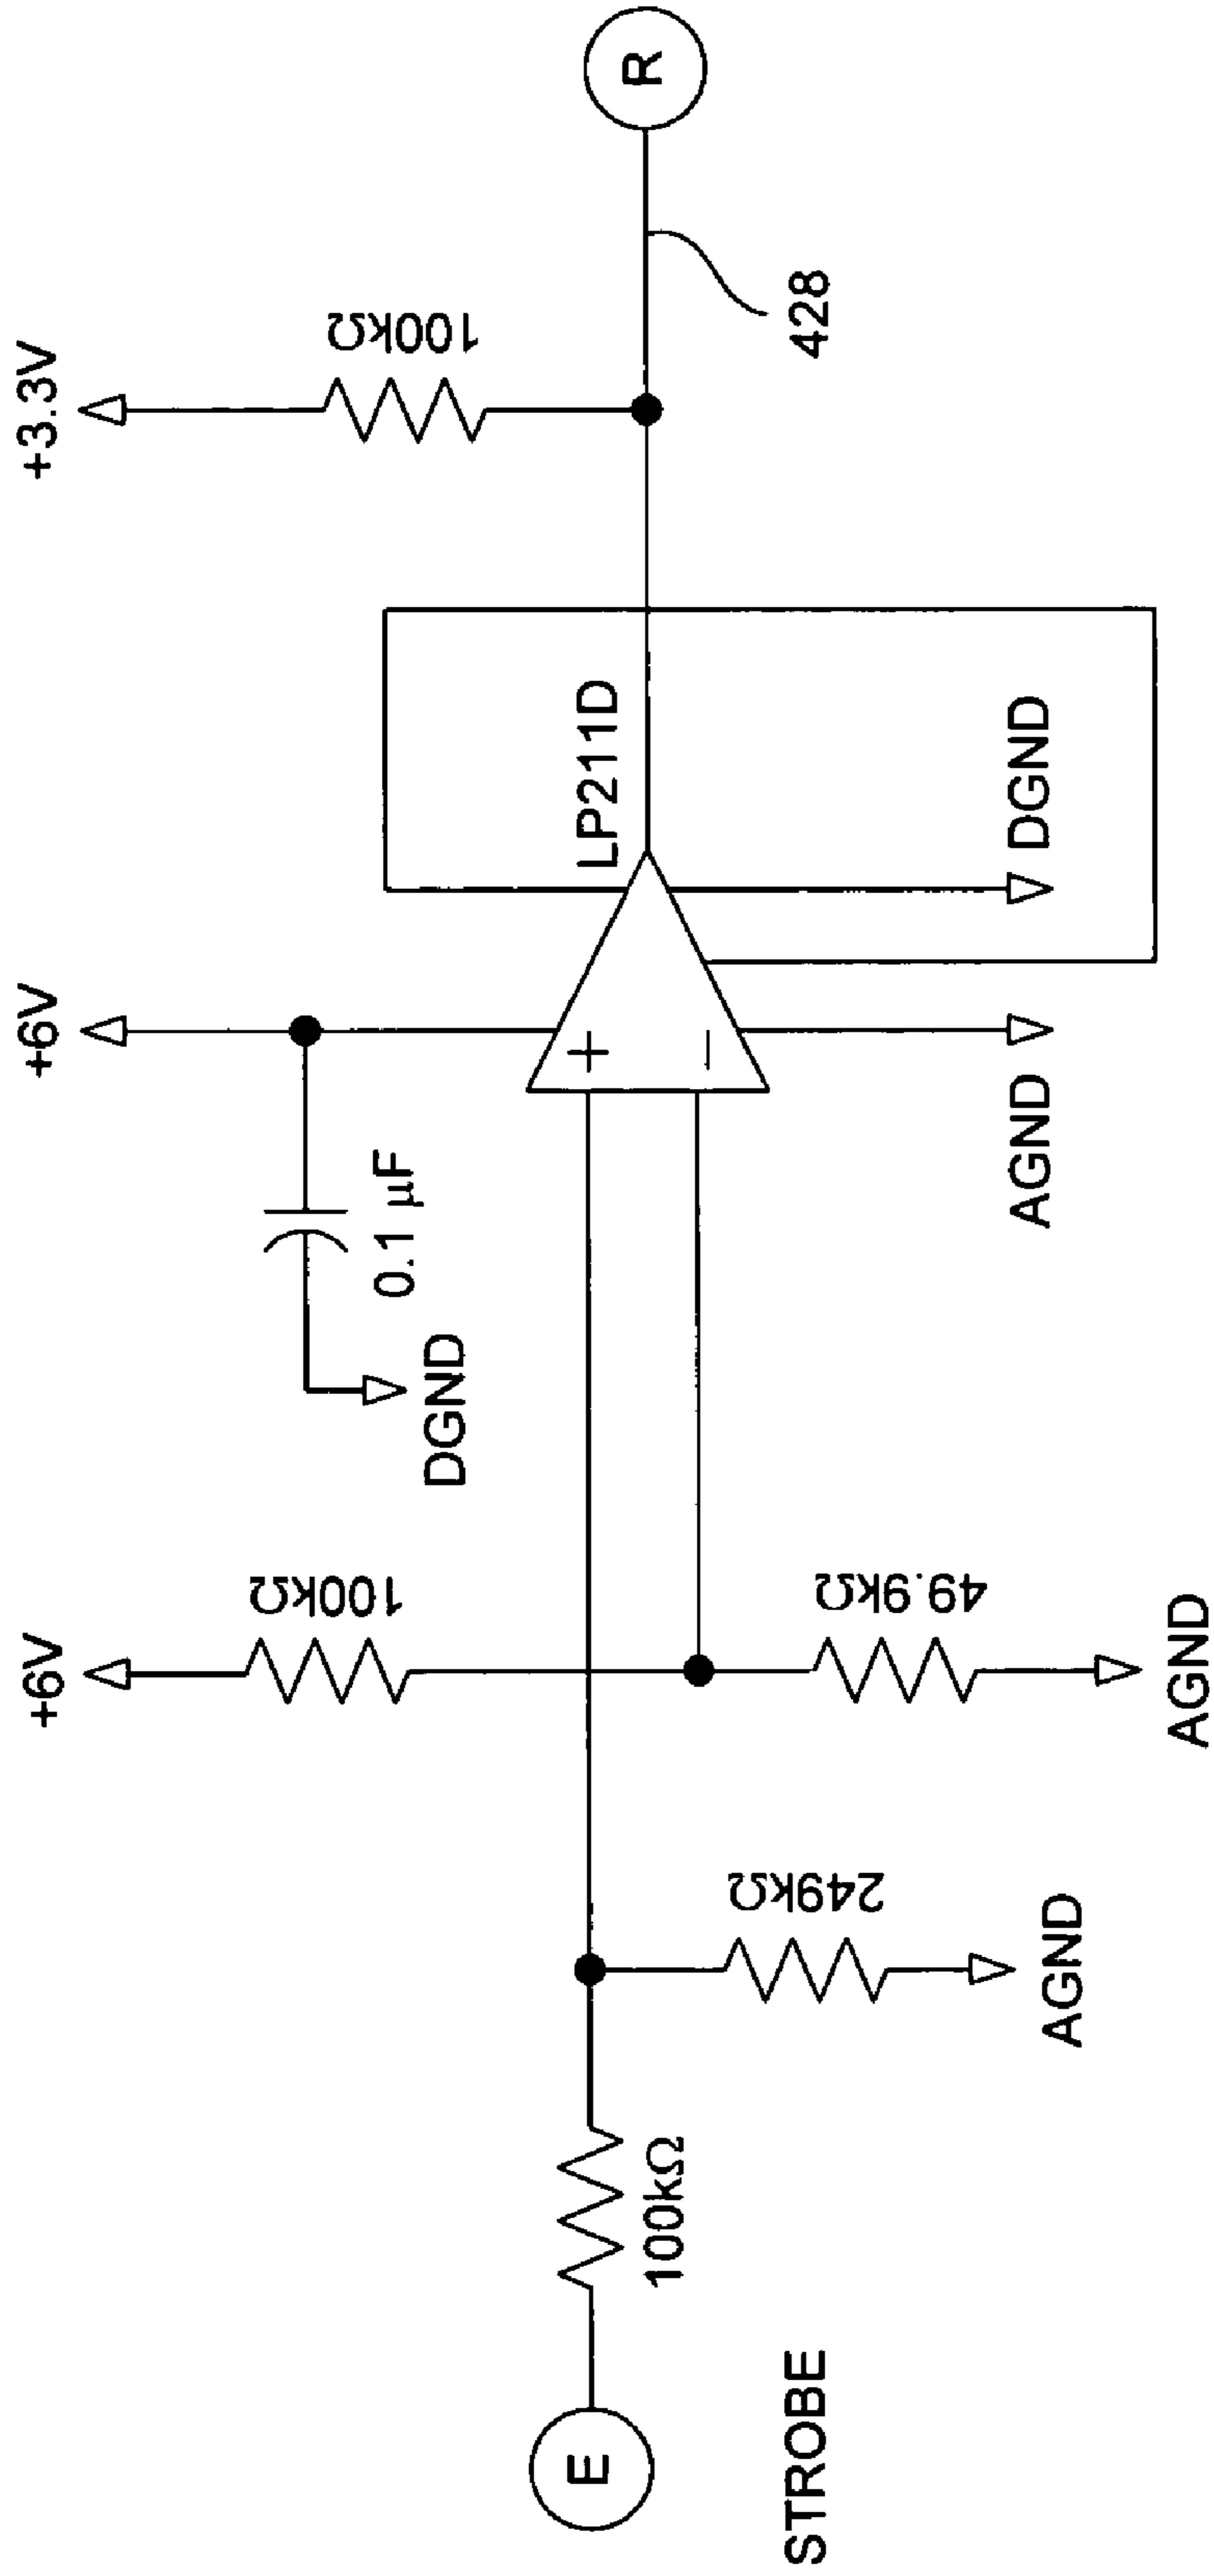 +6V
+6V
+3.3V
100kΩ
DGND
0.1 µF
100kΩ
LP211D
E
R
100kΩ
249kΩ
49.9kΩ
+
−
428
STROBE
AGND
AGND
AGND
DGND